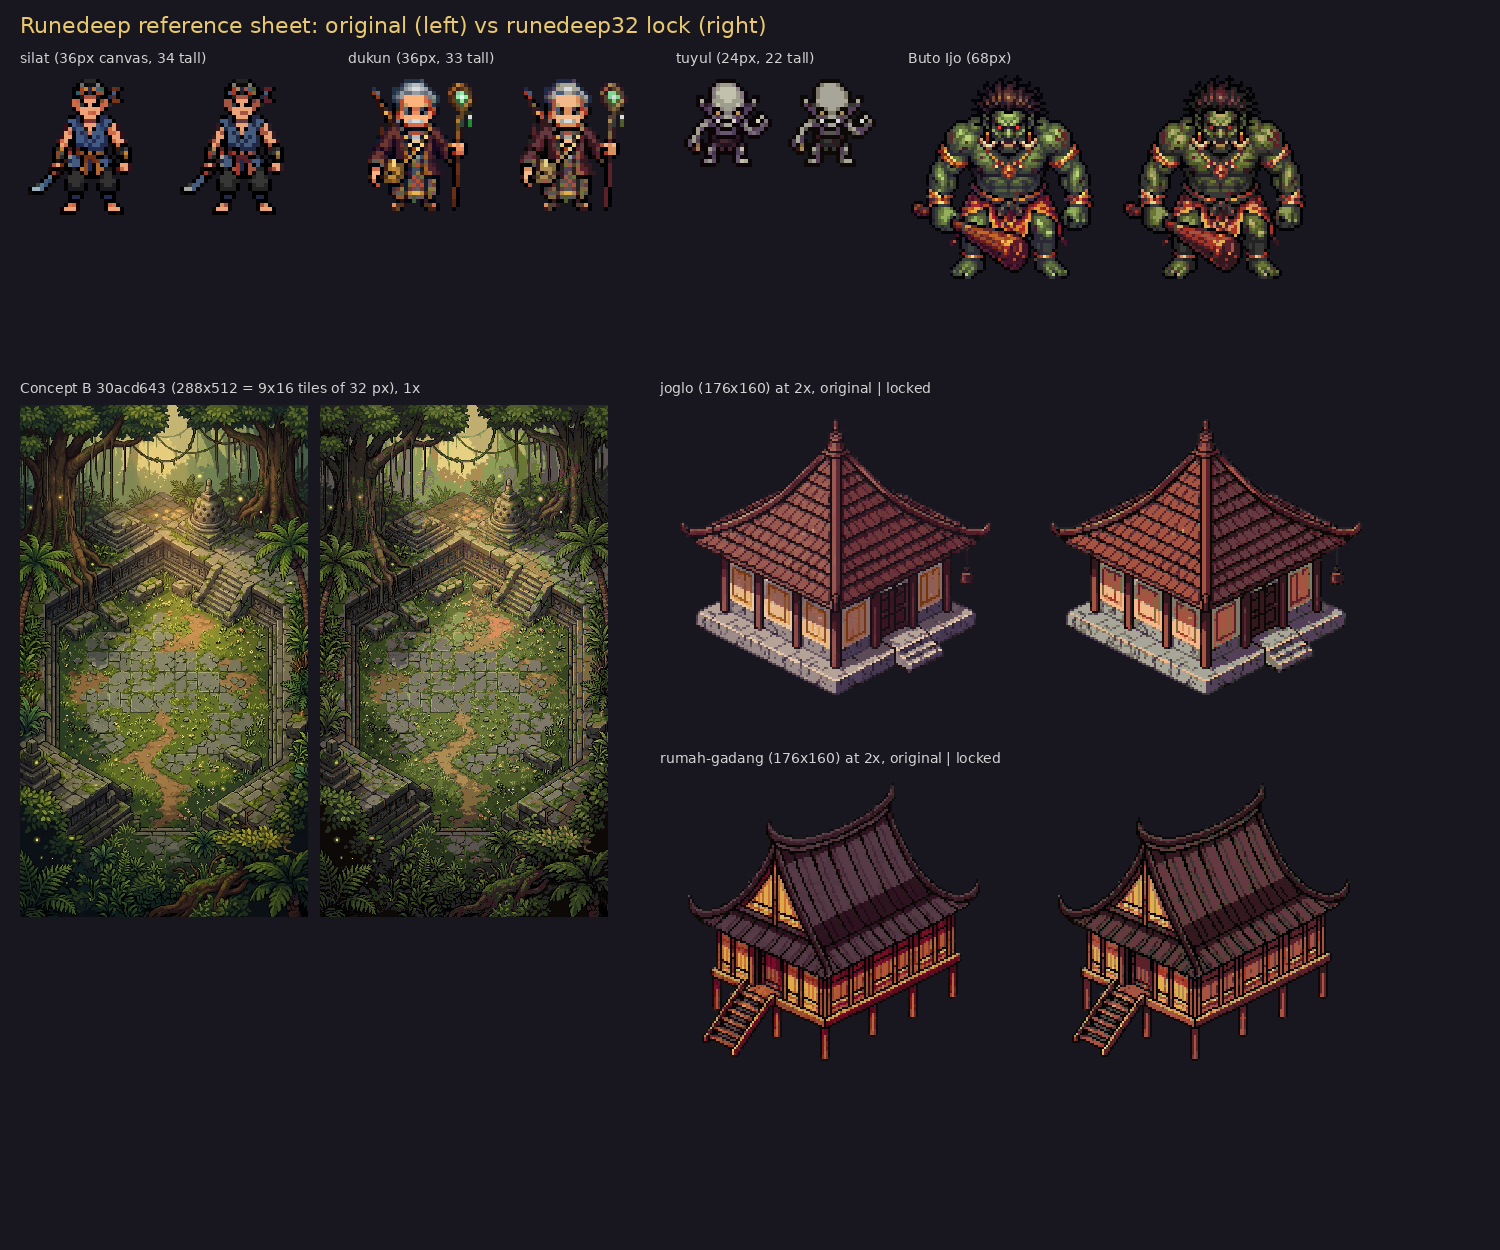 Runedeep reference sheet: original (left) vs runedeep32 lock (right)
silat (36px canvas, 34 tall)
dukun (36px, 33 tall)
tuyul (24px, 22 tall)
Buto Ijo (68px)
Concept B 30acd643 (288x512 = 9x16 tiles of 32 px), 1x
joglo (176x160) at 2x, original | locked
rumah-gadang (176x160) at 2x, original | locked